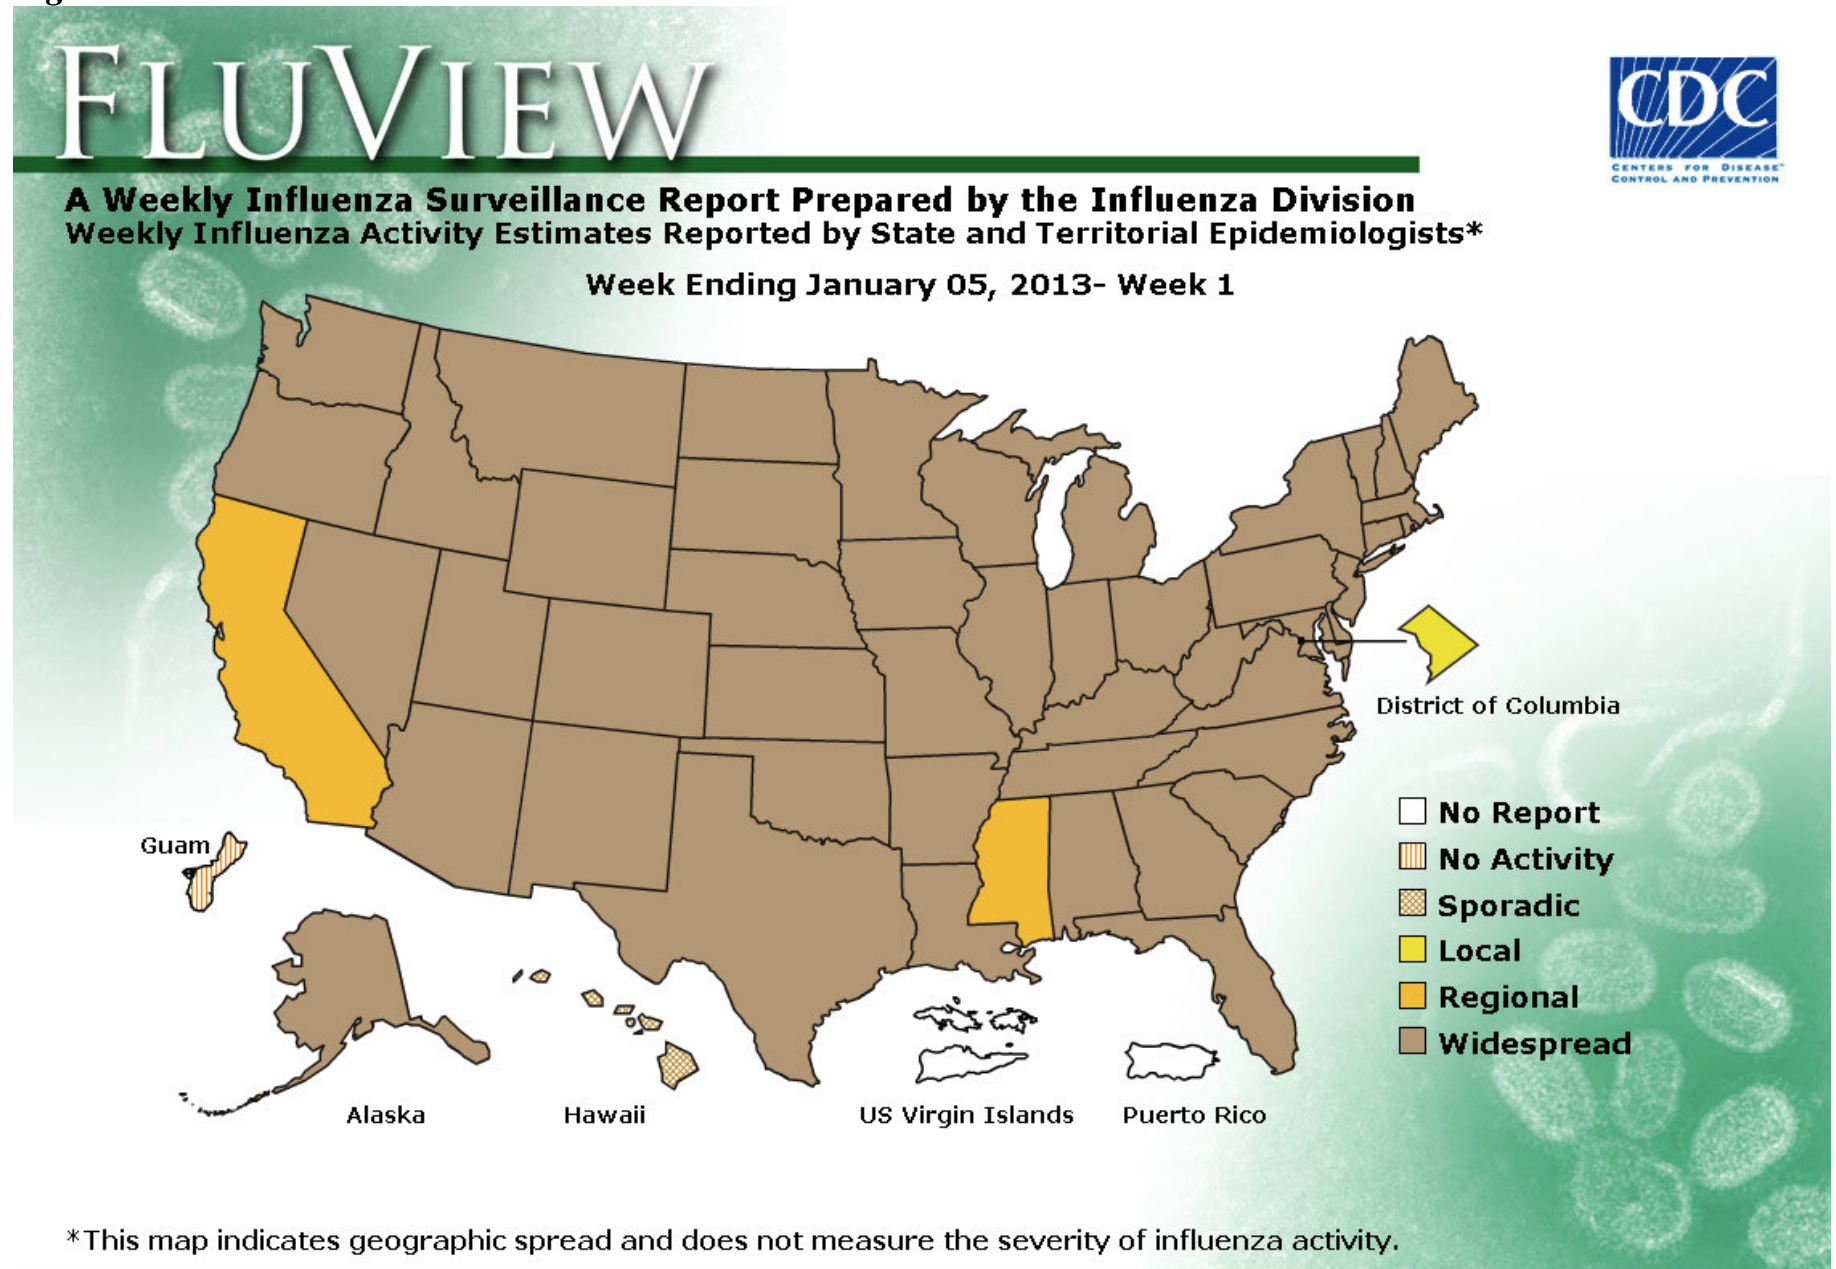 FLUVIEW
CDC
CENTERS FOR DISEASE™
CONTROL AND PREVENTION
A Weekly Influenza Surveillance Report Prepared by the Influenza Division
Weekly Influenza Activity Estimates Reported by State and Territorial Epidemiologists*
Week Ending January 05, 2013- Week 1
District of Columbia
Guam
No Report
No Activity
Sporadic
Local
Regional
Widespread
Alaska
Hawaii
US Virgin Islands
Puerto Rico
*This map indicates geographic spread and does not measure the severity of influenza activity.